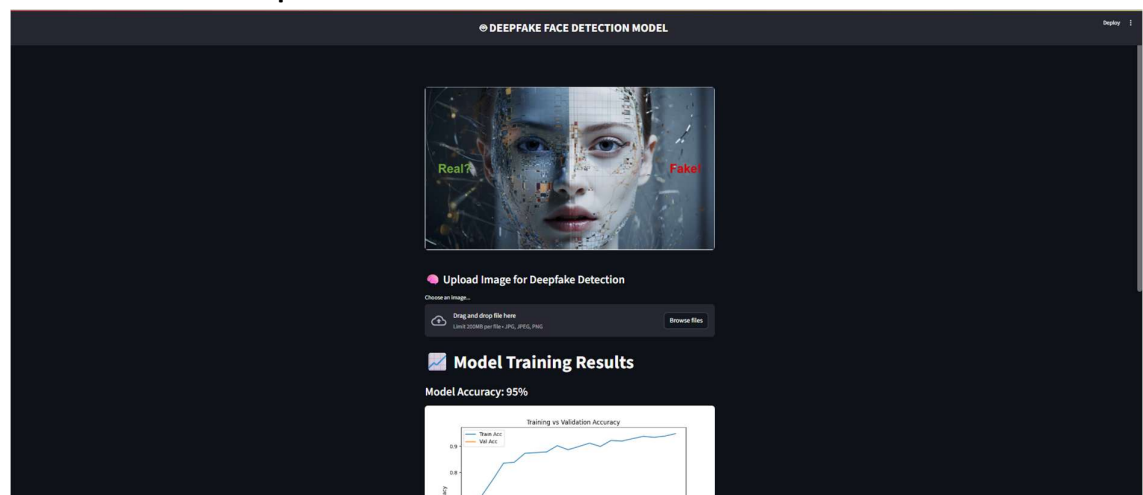 DEEPFAKE FACE DETECTION MODEL
Deploy
Real?
Fake?
Upload Image for Deepfake Detection
Choose an image...
Drag and drop file here
Limit 200MB per file • JPG, JPEG, PNG
Browse files
Model Training Results
Model Accuracy: 95%
Training vs Validation Accuracy
Train Acc
Val Acc
0.9
0.8